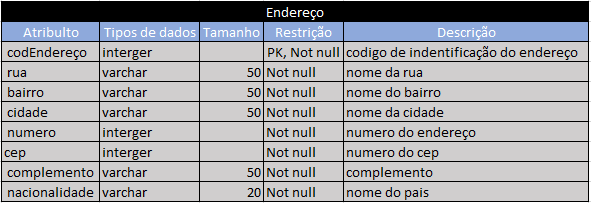 Endereço
Atribulto Tipos de dados Tamanho Restrição Descrição
codEndereço interger PK, Not null codigo de indentificação do endereço
rua varchar 50 Not null nome da rua
bairro varchar 50 Not null nome do bairro
cidade varchar 50 Not null nome da cidade
numero interger Not null numero do endereço
cep interger Not null numero do cep
complemento varchar 50 Not null complemento
nacionalidade varchar 20 Not null nome do pais